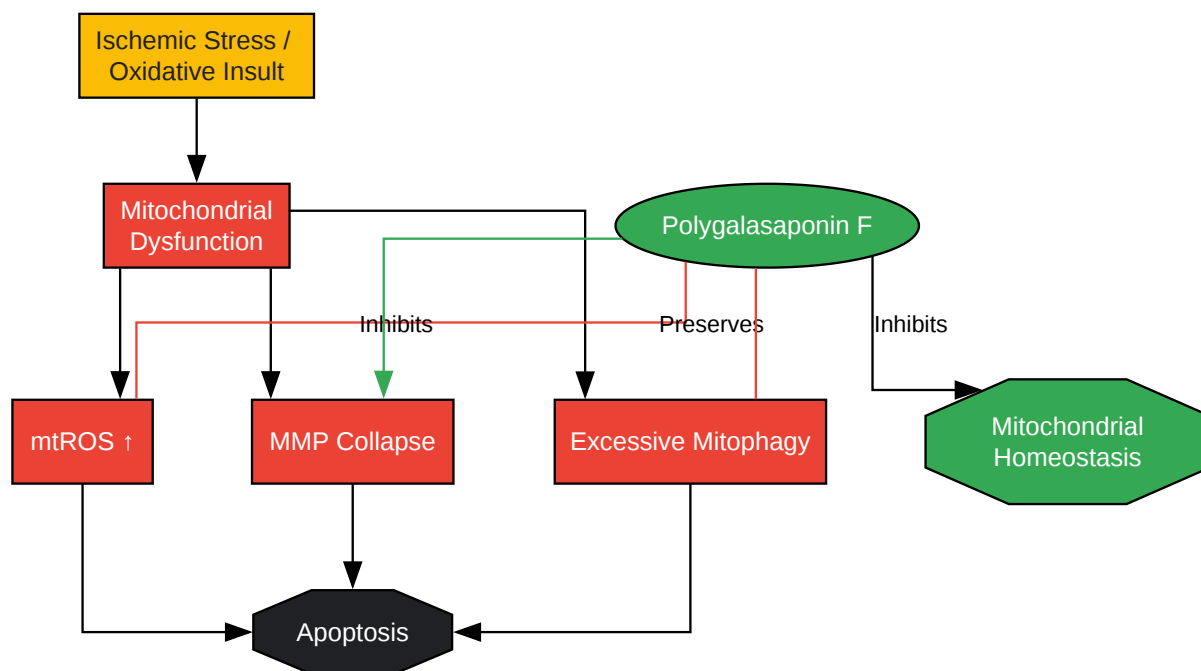 Ischemic Stress /
Oxidative Insult
Mitochondrial
Dysfunction
Polygalasaponin F
Inhibits
Preserves
Inhibits
mtROS ↑
MMP Collapse
Excessive Mitophagy
Mitochondrial
Homeostasis
Apoptosis